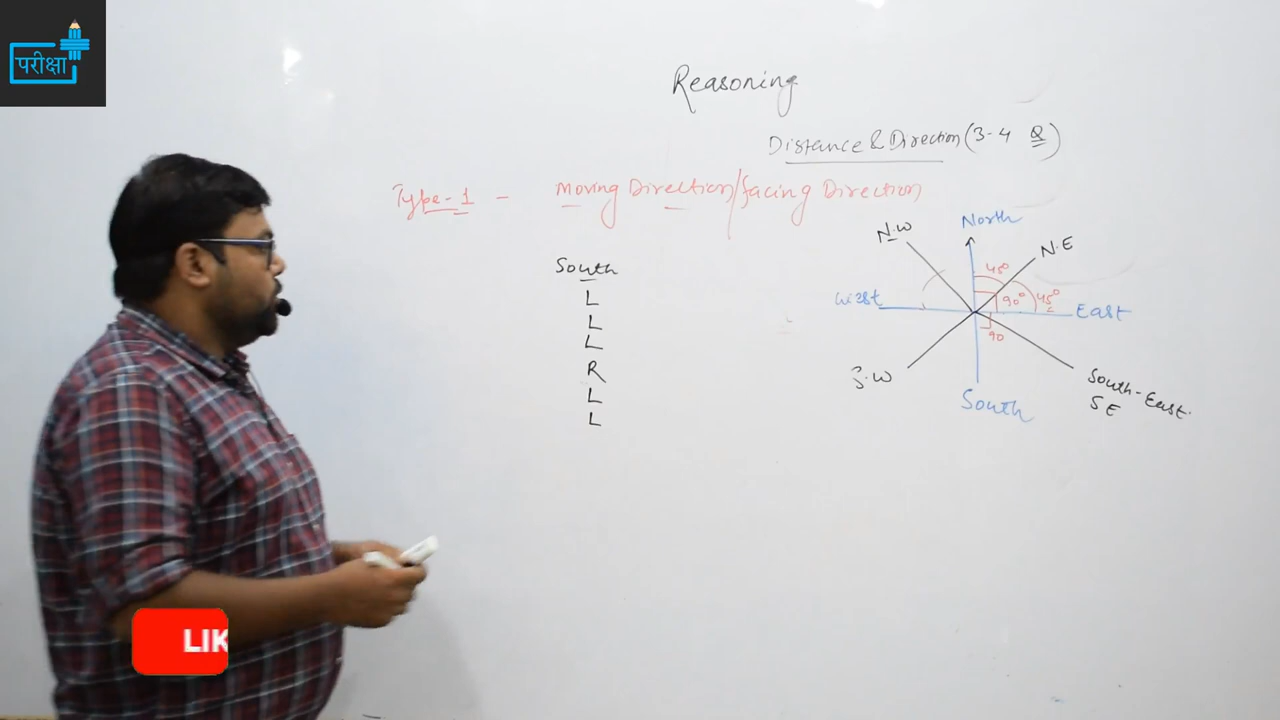 परीक्षा
Reasoning
Distance & Direction (3-4 Q)
Type-1 - Moving Direction/facing Direction
North
N.W
N.E
South
45°
L
West
90°
45°
East
L
90
L
R
S.W
South-East
SE
L
South
L
LIK